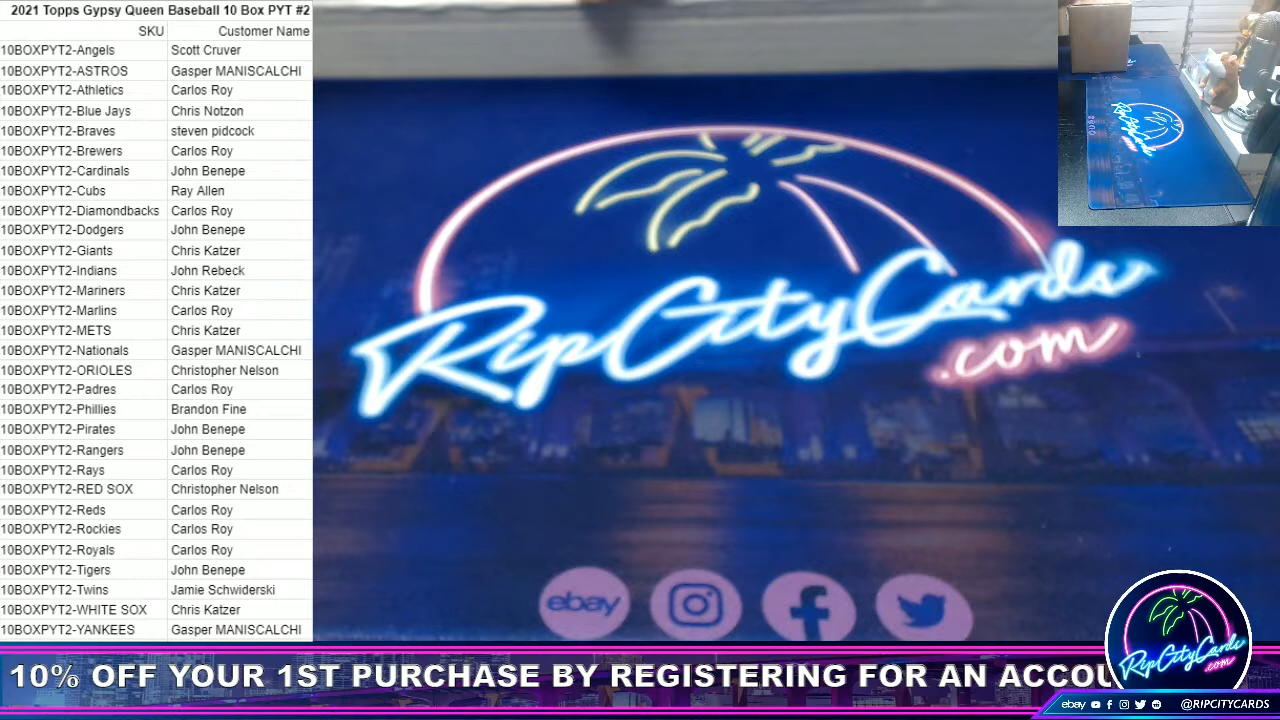 2021 Topps Gypsy Queen Baseball 10 Box PYT #2
SKU Customer Name
10BOXPYT2-Angels Scott Cruver
10BOXPYT2-ASTROS Gasper MANISCALCHI
10BOXPYT2-Athletics Carlos Roy
10BOXPYT2-Blue Jays Chris Notzon
10BOXPYT2-Braves steven pidcock
10BOXPYT2-Brewers Carlos Roy
10BOXPYT2-Cardinals John Benepe
10BOXPYT2-Cubs Ray Allen
10BOXPYT2-Diamondbacks Carlos Roy
10BOXPYT2-Dodgers John Benepe
10BOXPYT2-Giants Chris Katzer
10BOXPYT2-Indians John Rebeck
10BOXPYT2-Mariners Chris Katzer
10BOXPYT2-Marlins Carlos Roy
10BOXPYT2-METS Chris Katzer
10BOXPYT2-Nationals Gasper MANISCALCHI
10BOXPYT2-ORIOLES Christopher Nelson
10BOXPYT2-Padres Carlos Roy
10BOXPYT2-Phillies Brandon Fine
10BOXPYT2-Pirates John Benepe
10BOXPYT2-Rangers John Benepe
10BOXPYT2-Rays Carlos Roy
10BOXPYT2-RED SOX Christopher Nelson
10BOXPYT2-Reds Carlos Roy
10BOXPYT2-Rockies Carlos Roy
10BOXPYT2-Royals Carlos Roy
10BOXPYT2-Tigers John Benepe
10BOXPYT2-Twins Jamie Schwiderski
10BOXPYT2-WHITE SOX Chris Katzer
10BOXPYT2-YANKEES Gasper MANISCALCHI
RipCityCards
.com
ebay
10% OFF YOUR 1ST PURCHASE BY REGISTERING FOR AN ACCOU
RipCityCards
.com
ebay @RIPCITYCARDS